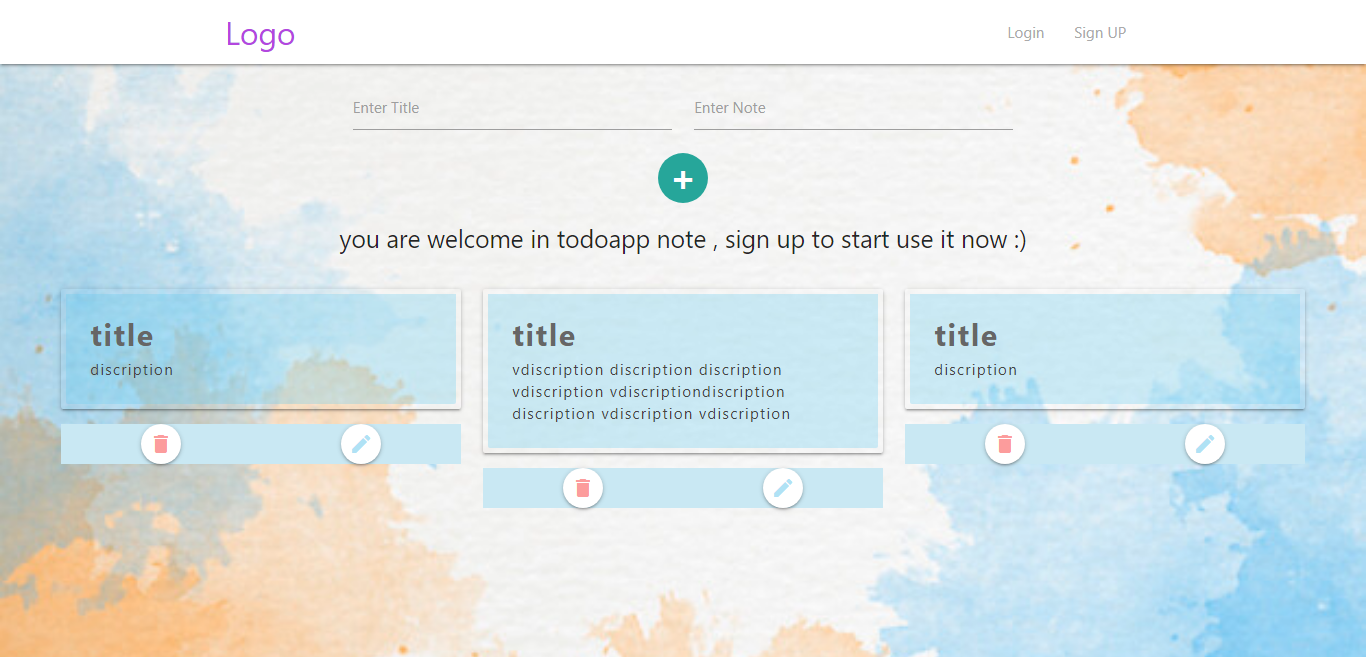 Logo
Login
Sign UP
Enter Title
Enter Note
+
you are welcome in todoapp note , sign up to start use it now :)
title
discription
title
vdiscription discription discription
vdiscription vdiscriptiondiscription
discription vdiscription vdiscription
title
discription